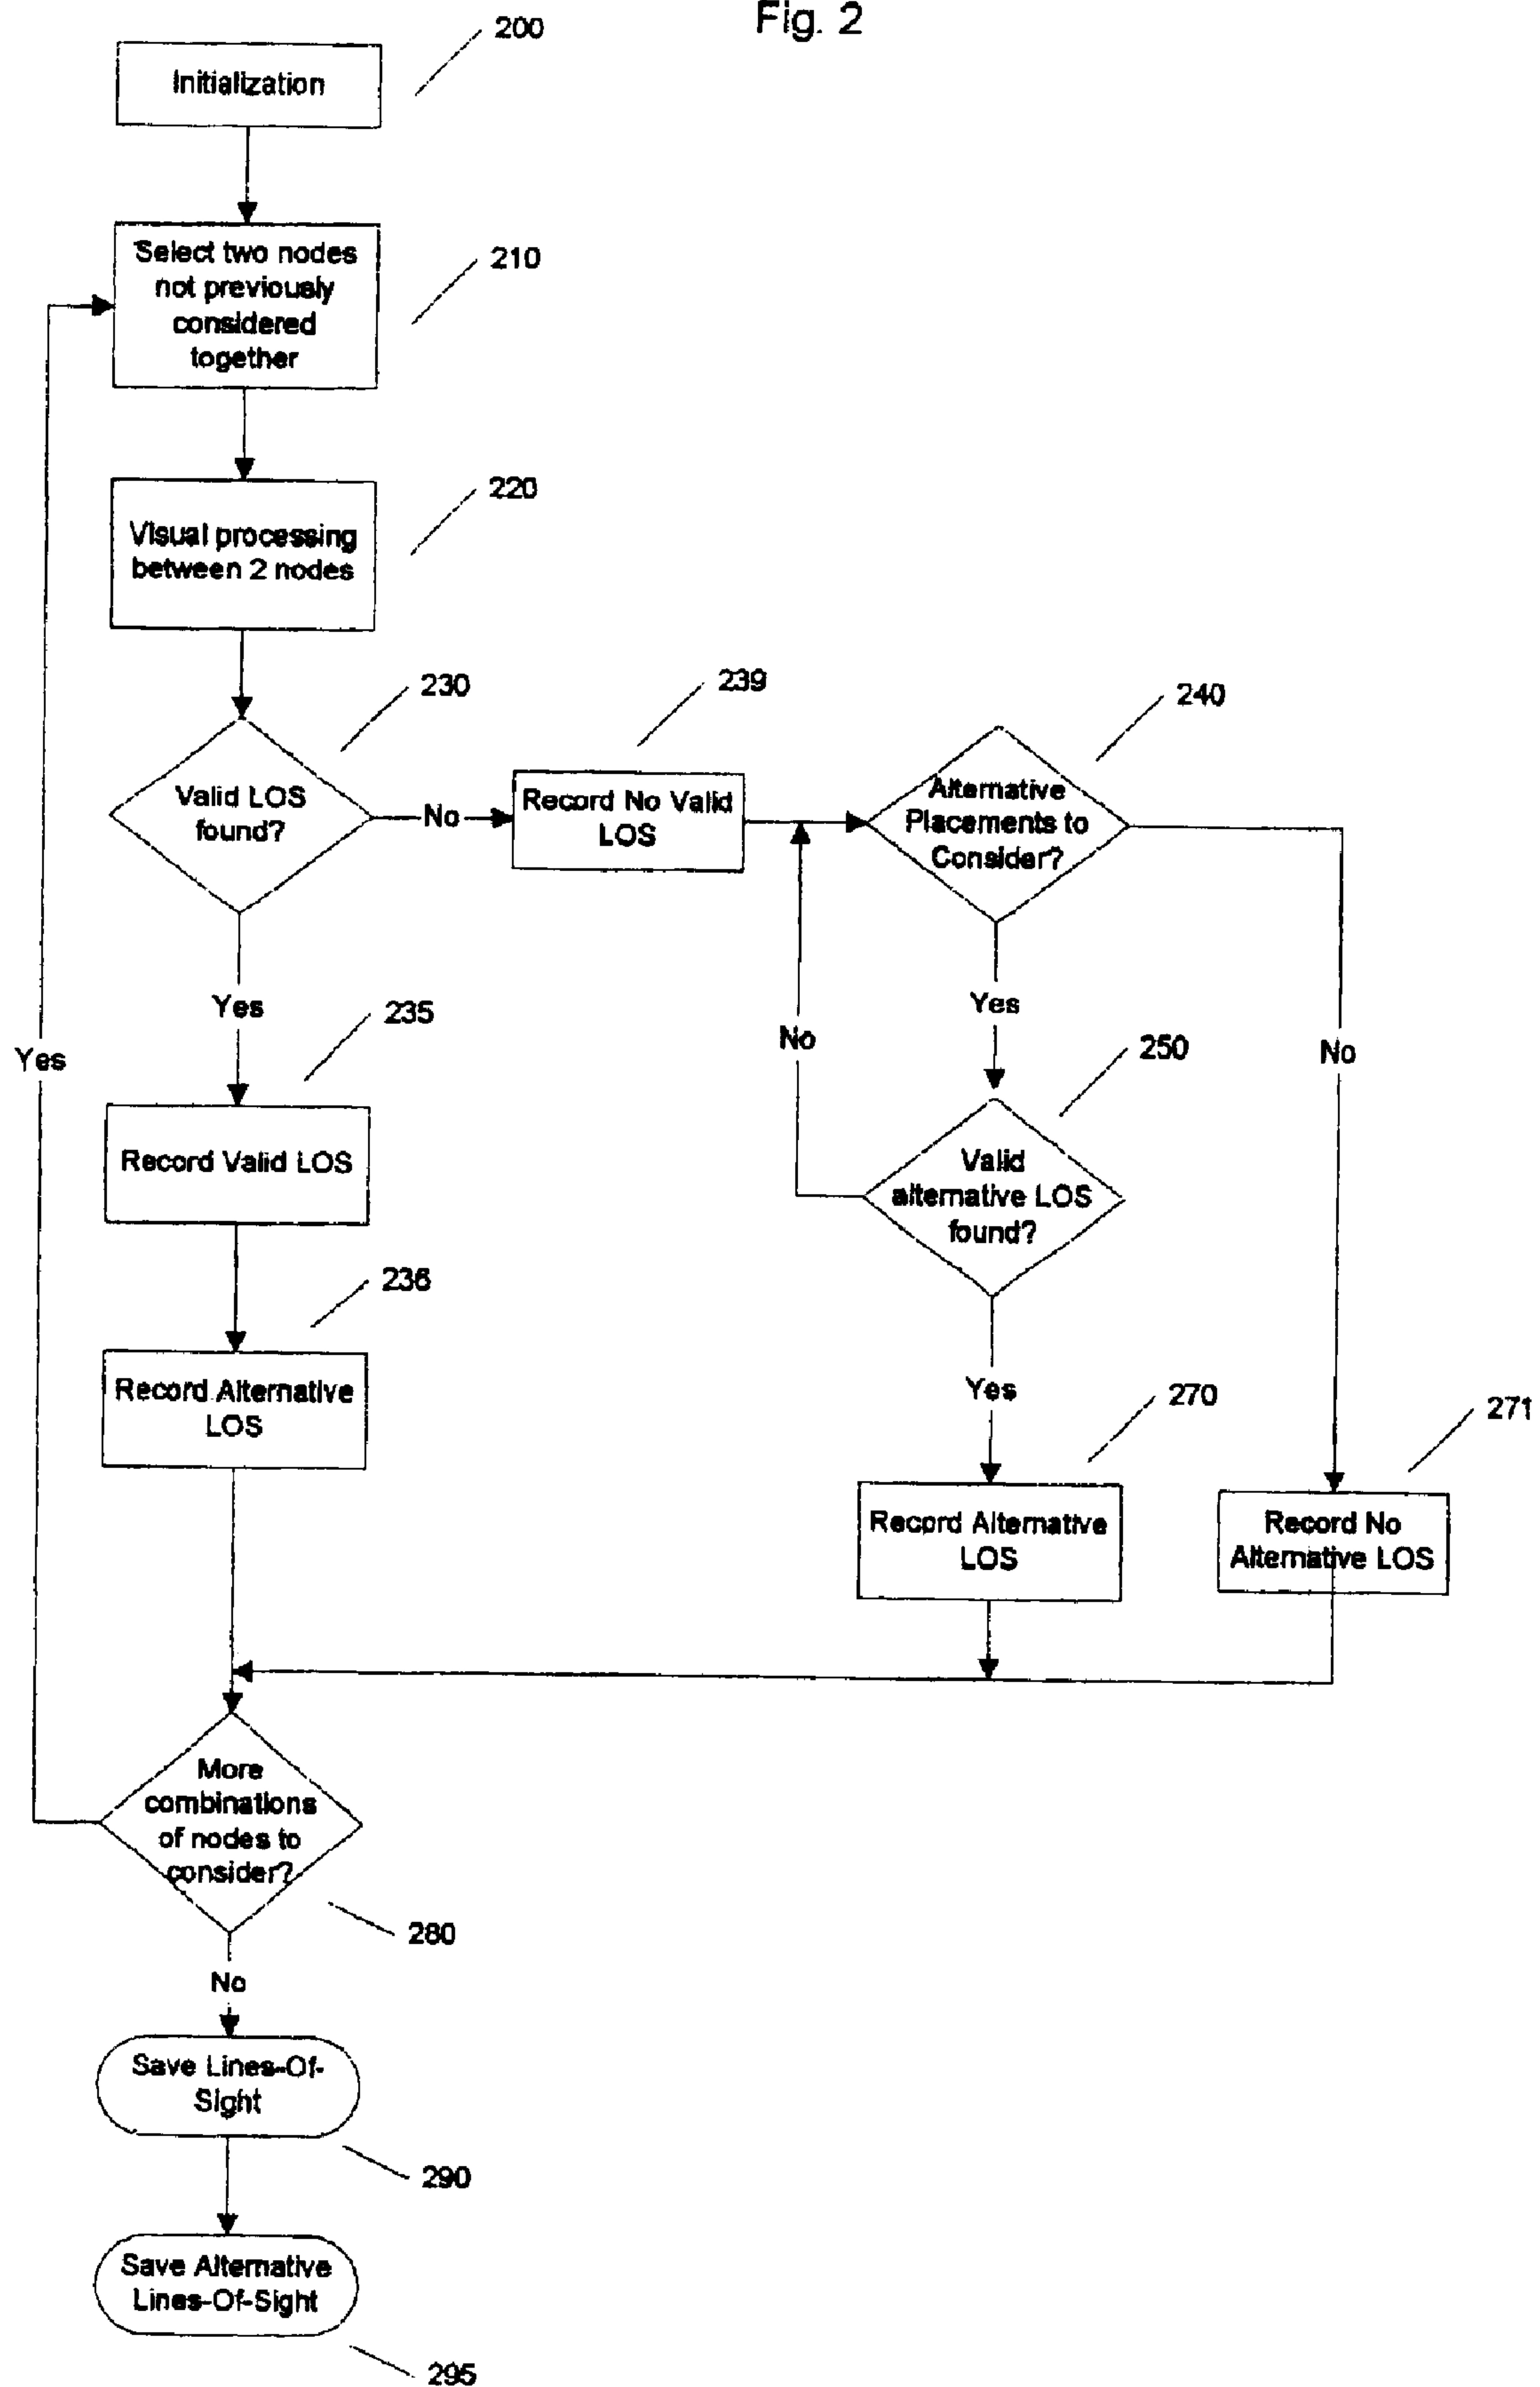 Fig. 2
200
Initialization
210
Select two nodes
not previously
considered
together
220
Visual processing
between 2 nodes
230
239
240
Valid LOS
found?
No
Record No Valid
LOS
Alternative
Placements to
Consider?
Yes
235
Yes
No
250
No
Yes
Record Valid LOS
Valid
alternative LOS
found?
236
Record Alternative
LOS
Yes
270
271
Record Alternative
LOS
Record No
Alternative LOS
More
combinations
of nodes to
consider?
280
No
Save Lines-Of-
Sight
290
Save Alternative
Lines-Of-Sight
295